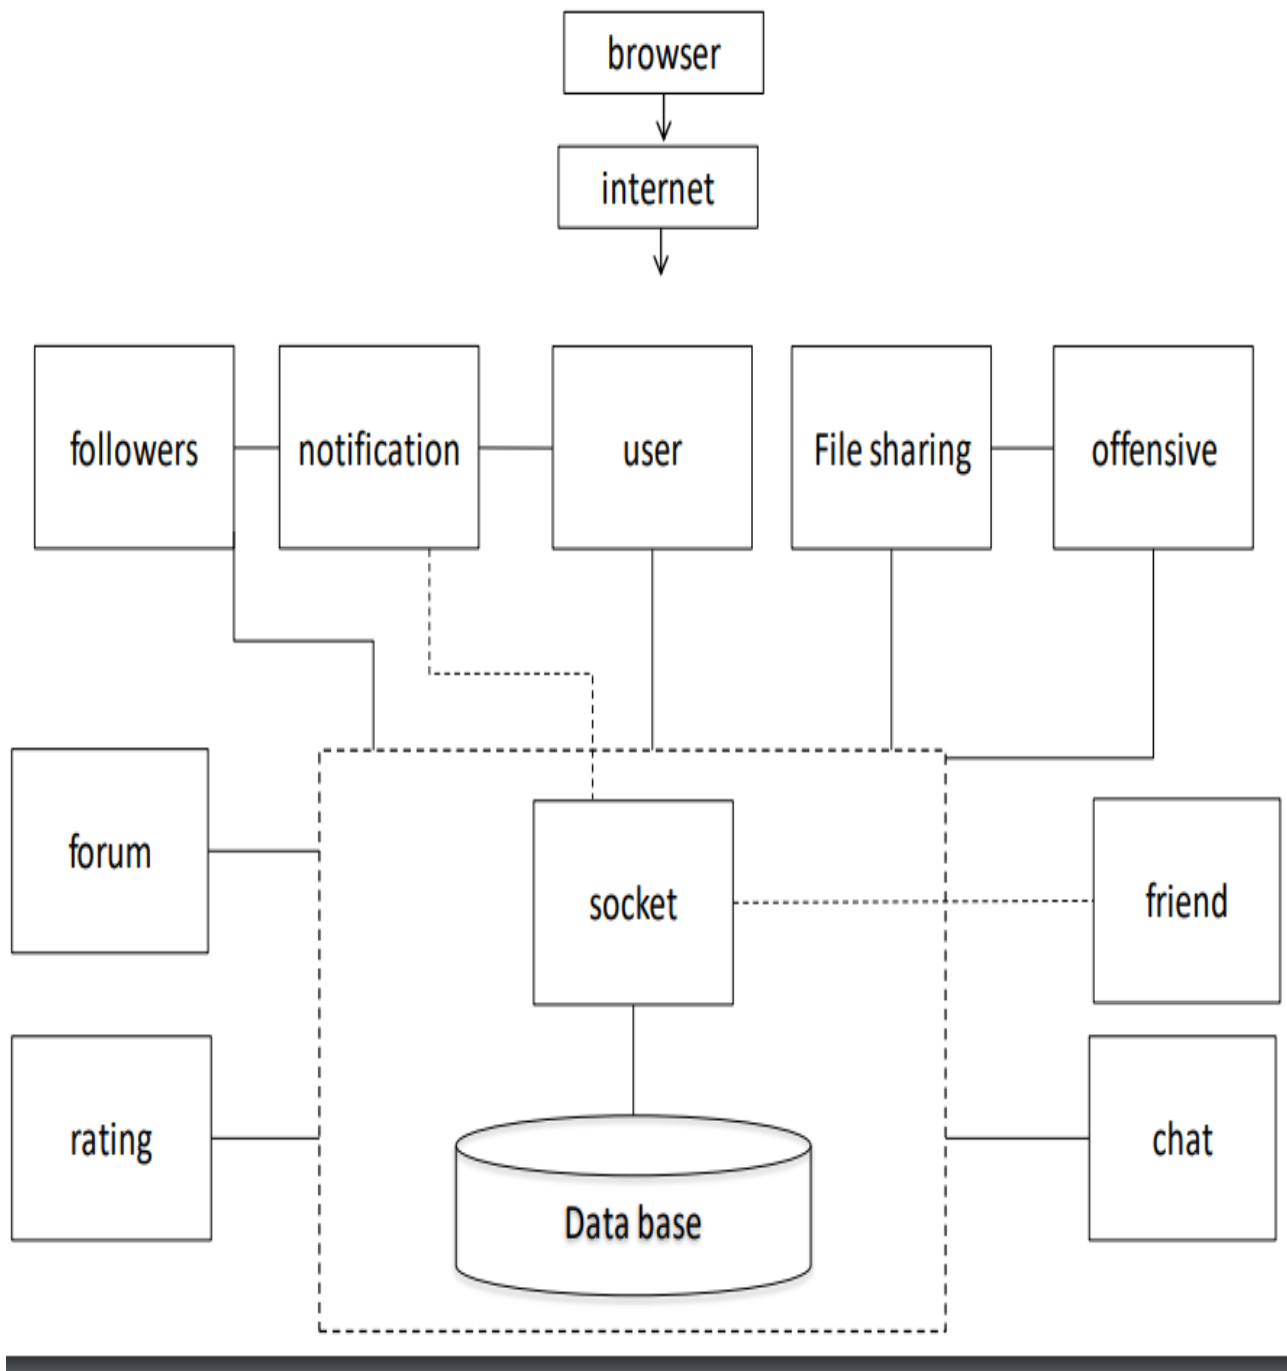 browser
internet
followers
notification
user
File sharing
offensive
forum
socket
friend
rating
chat
Data base